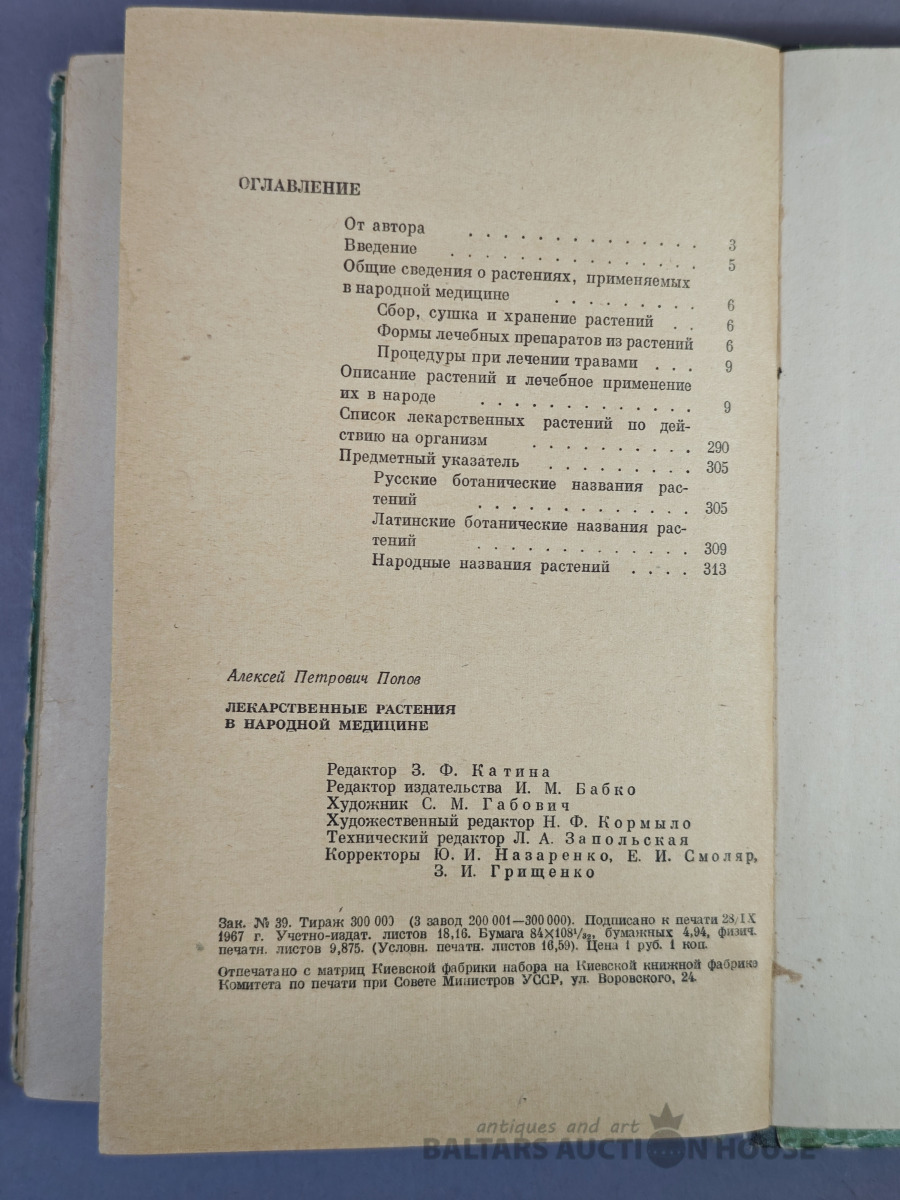 ОГЛАВЛЕНИЕ
От автора . . . . . . . . . . . . . . 3
Введение . . . . . . . . . . . . . . . 5
Общие сведения о растениях, применяемых
в народной медицине . . . . . . . . . 6
Сбор, сушка и хранение растений . . 6
Формы лечебных препаратов из растений 6
Процедуры при лечении травами . . . 9
Описание растений и лечебное применение
их в народе . . . . . . . . . . . . . 9
Список лекарственных растений по дей-
ствию на организм . . . . . . . . . . 290
Предметный указатель . . . . . . . . . 305
Русские ботанические названия рас-
тений . . . . . . . . . . . . . 305
Латинские ботанические названия рас-
тений . . . . . . . . . . . . . 309
Народные названия растений . . . . 313
Алексей Петрович Попов
ЛЕКАРСТВЕННЫЕ РАСТЕНИЯ
В НАРОДНОЙ МЕДИЦИНЕ
Редактор З. Ф. Катина
Редактор издательства И. М. Бабко
Художник С. М. Габович
Художественный редактор Н. Ф. Кормыло
Технический редактор Л. А. Запольская
Корректоры Ю. И. Назаренко, Е. И. Смоляр,
З. И. Грищенко
Зак. № 39. Тираж 300 000 (3 завод 200 001—300 000). Подписано к печати 28/IX
1967 г. Учетно-издат. листов 18,16. Бумага 84×108¹/₃₂, бумажных 4,94, физич.
печатн. листов 9,875. (Условн. печатн. листов 16,59). Цена 1 руб. 1 коп.
Отпечатано с матриц Киевской фабрики набора на Киевской книжной фабрике
Комитета по печати при Совете Министров УССР, ул. Воровского, 24.
antiques and art
BALTARS AUCTION HOUSE